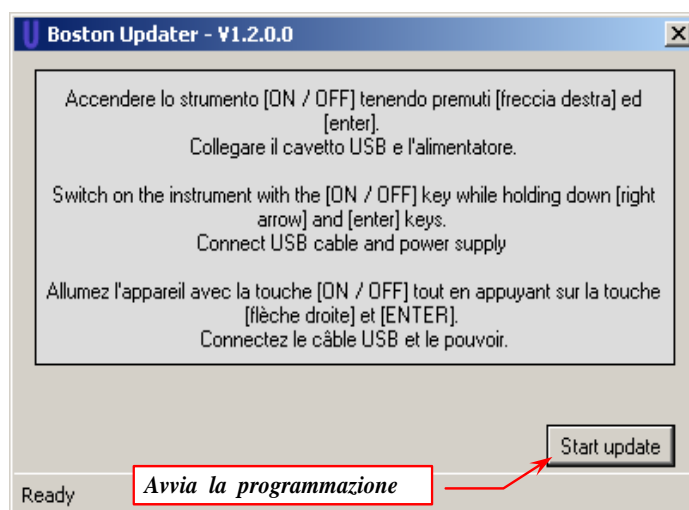 Boston Updater - V1.2.0.0
Accendere lo strumento [ON / OFF] tenendo premuti [freccia destra] ed
[enter].
Collegare il cavetto USB e l'alimentatore.
Switch on the instrument with the [ON / OFF] key while holding down [right
arrow] and [enter] keys.
Connect USB cable and power supply
Allumez l'appareil avec la touche [ON / OFF] tout en appuyant sur la touche
[flèche droite] et [ENTER].
Connectez le câble USB et le pouvoir.
Start update
Avvia la programmazione
Ready